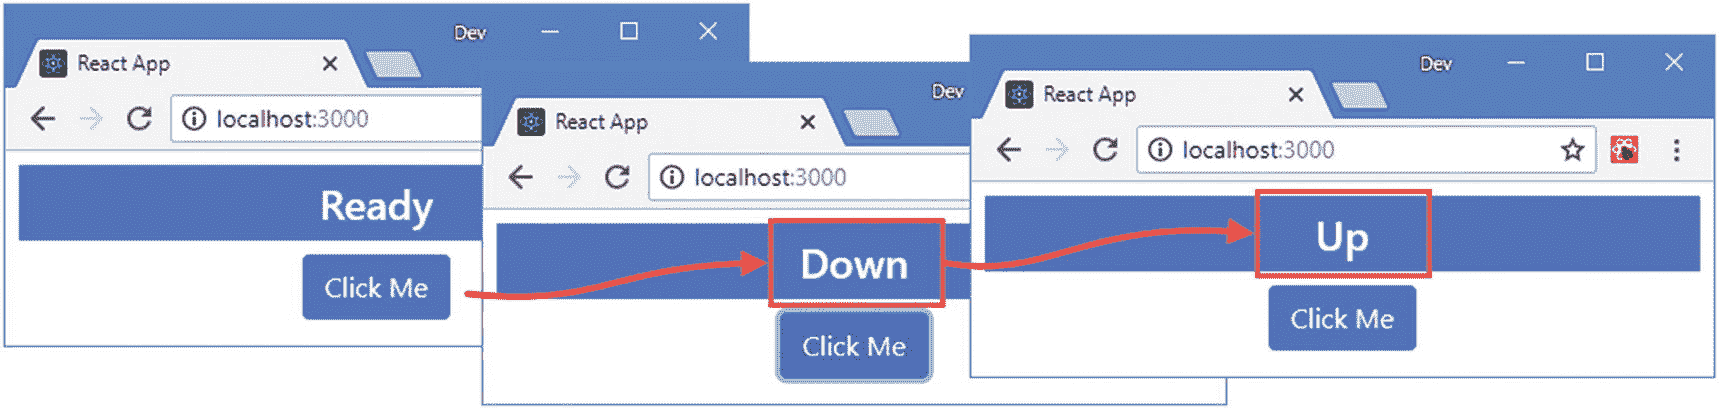 Dev
React App
localhost:3000
Ready
Click Me
Dev
React App
localhost:3000
Down
Click Me
Dev
React App
localhost:3000
Up
Click Me